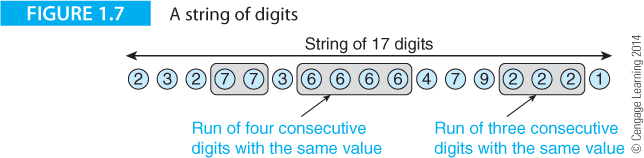 FIGURE 1.7 A string of digits
String of 17 digits
2 3 2 7 7 3 6 6 6 6 4 7 9 2 2 2 1
Run of four consecutive
digits with the same value
Run of three consecutive
digits with the same value
© Cengage Learning 2014